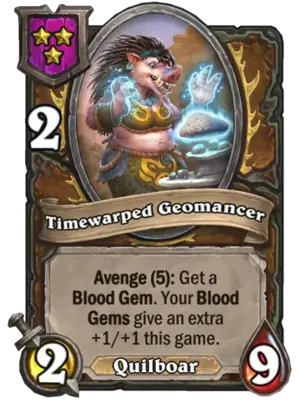 2
Timewarped Geomancer
Avenge (5): Get a
Blood Gem. Your Blood
Gems give an extra
+1/+1 this game.
2
Quilboar
9